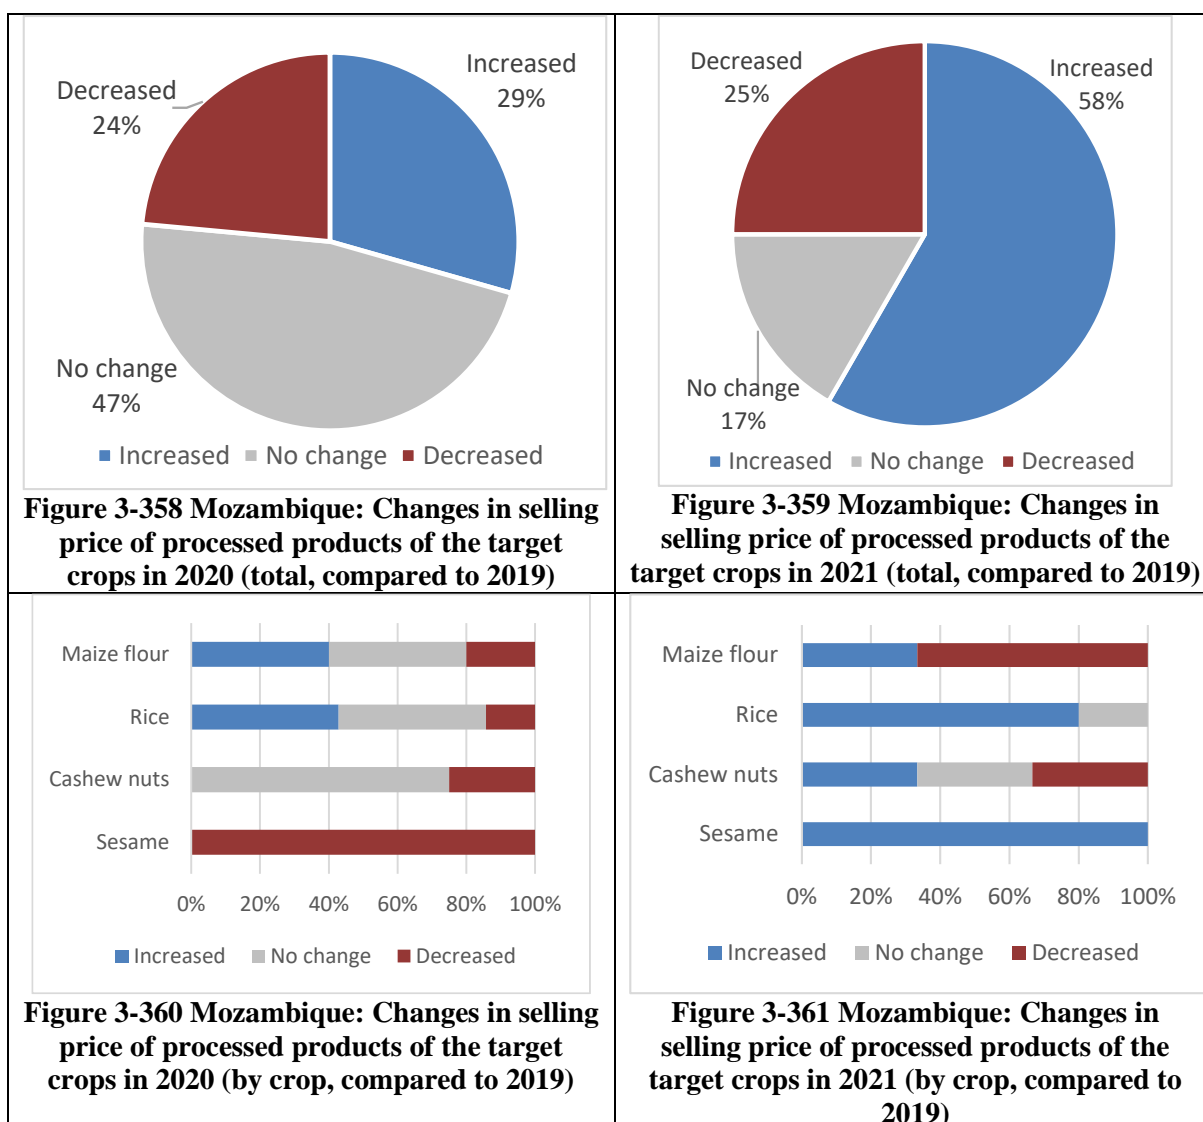 Increased
29%
Decreased
24%
No change
47%
Increased No change Decreased
Figure 3-358 Mozambique: Changes in selling
price of processed products of the target
crops in 2020 (total, compared to 2019)
Decreased
25%
Increased
58%
No change
17%
Increased No change Decreased
Figure 3-359 Mozambique: Changes in
selling price of processed products of the
target crops in 2021 (total, compared to 2019)
Maize flour
Rice
Cashew nuts
Sesame
0% 20% 40% 60% 80% 100%
Increased No change Decreased
Figure 3-360 Mozambique: Changes in selling
price of processed products of the target
crops in 2020 (by crop, compared to 2019)
Maize flour
Rice
Cashew nuts
Sesame
0% 20% 40% 60% 80% 100%
Increased No change Decreased
Figure 3-361 Mozambique: Changes in
selling price of processed products of the
target crops in 2021 (by crop, compared to
2019)